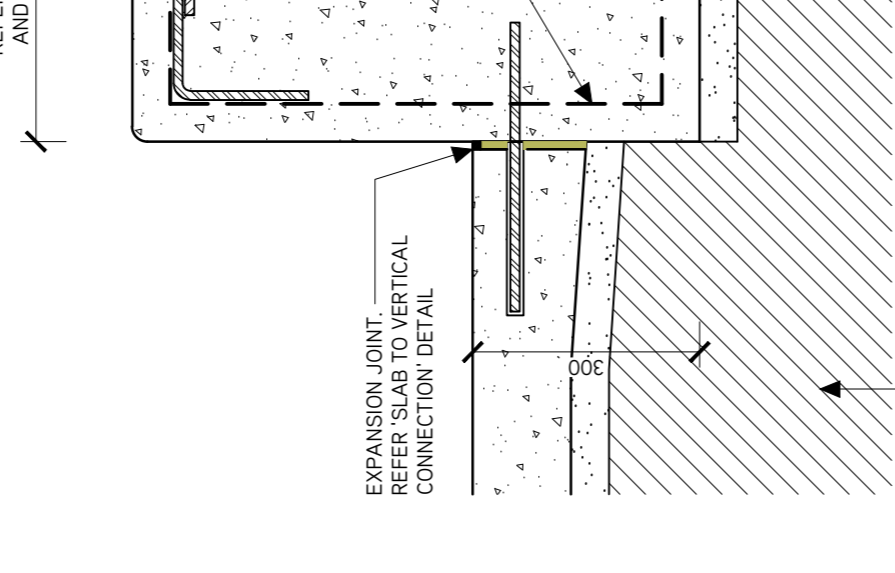 AND
EXPANSION JOINT.
REFER 'SLAB TO VERTICAL
CONNECTION' DETAIL
300